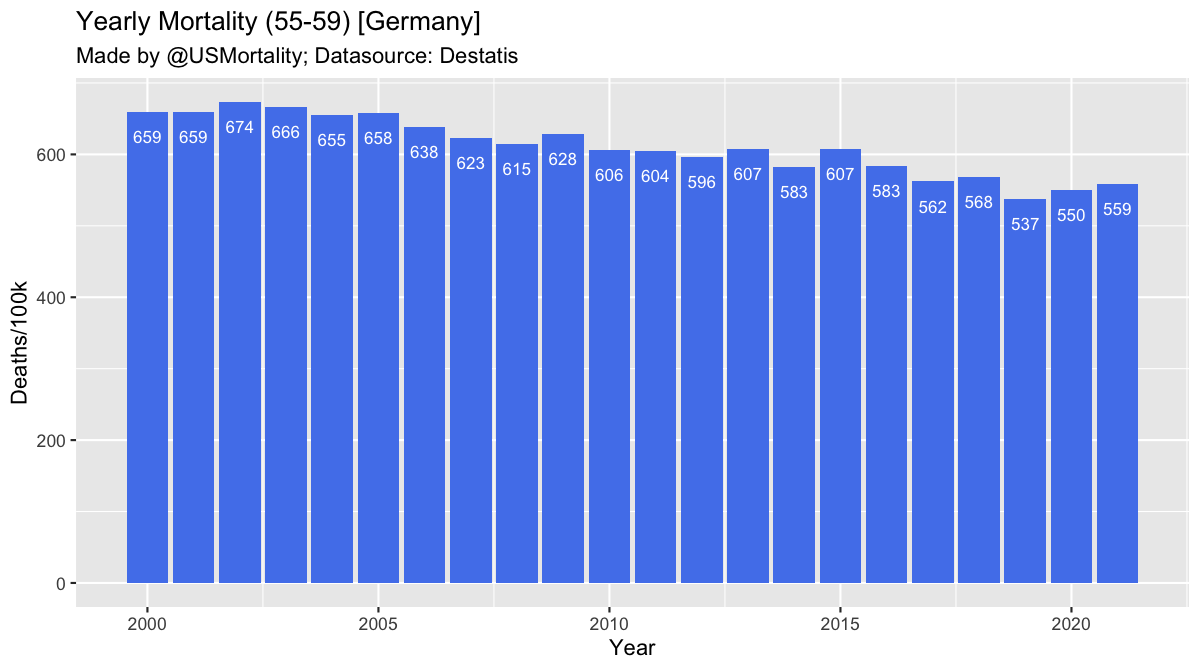 Yearly Mortality (55-59) [Germany]
Made by @USMortality; Datasource: Destatis
Deaths/100k
600
400
200
0
659 659 674 666 655 658 638 623 615 628 606 604 596 607 583 607 583 562 568 537 550 559
2000 2005 2010 2015 2020
Year